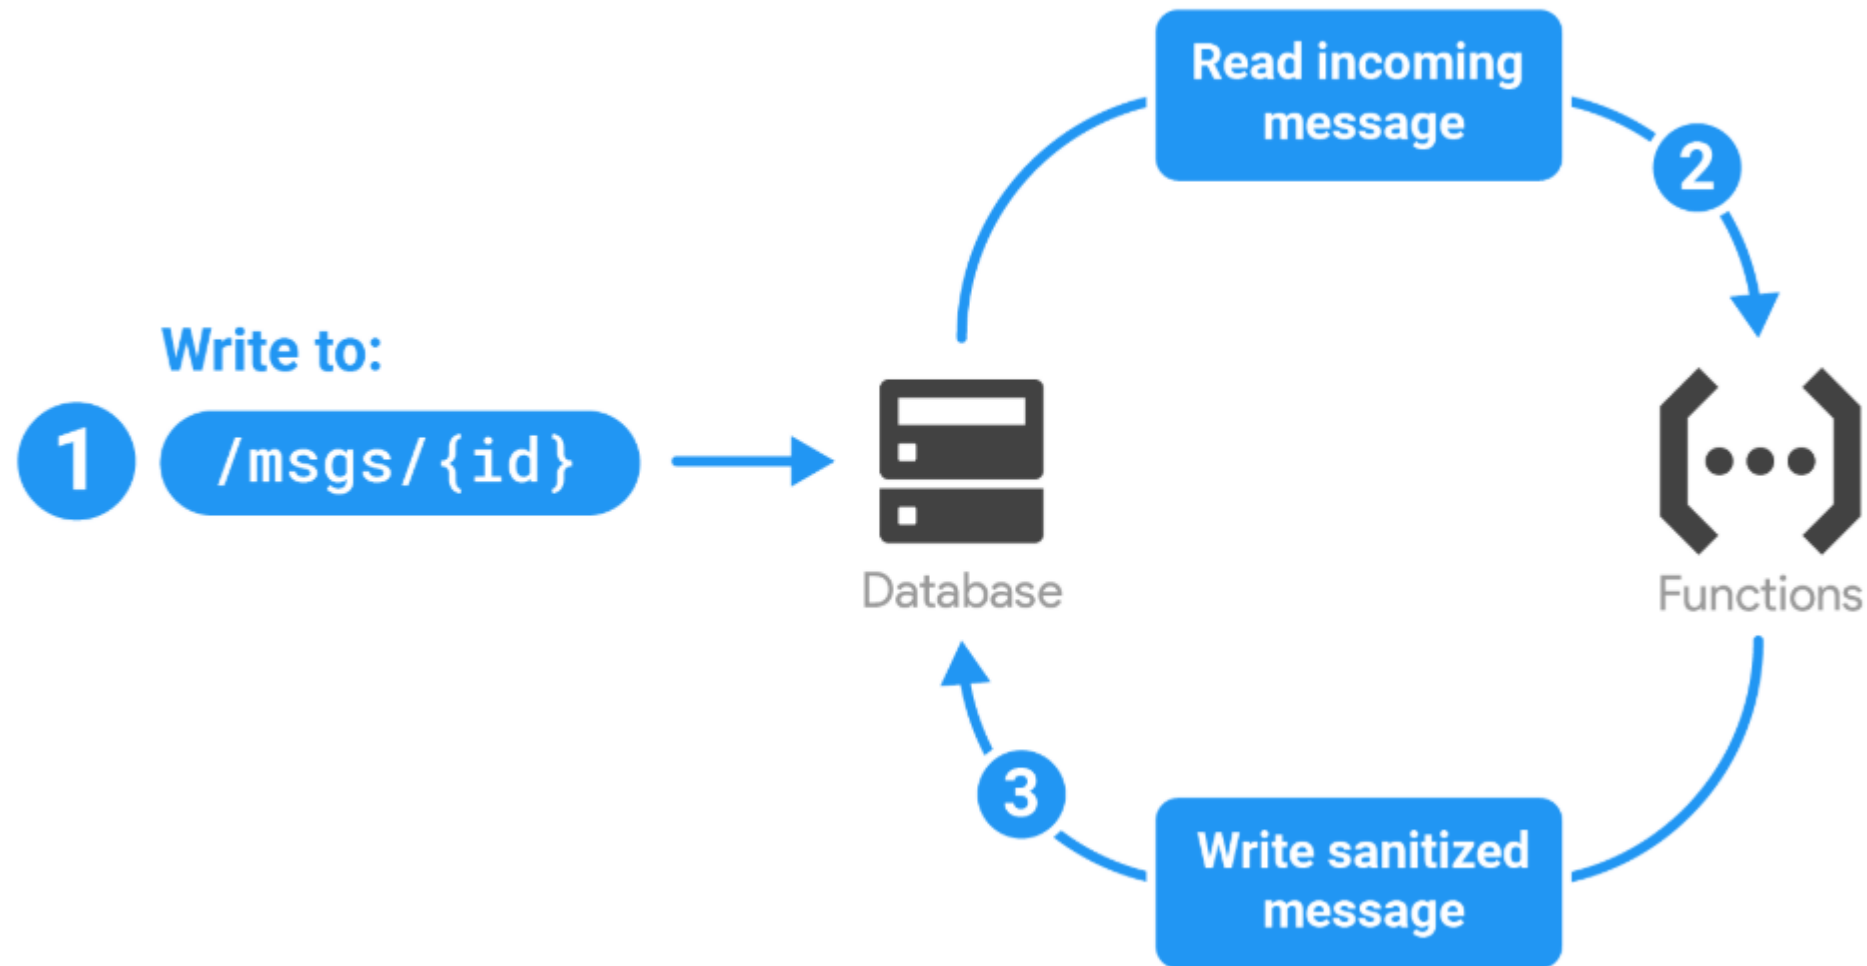 Write to:
1
/msgs/{id}
Database
Read incoming
message
2
Functions
Write sanitized
message
3